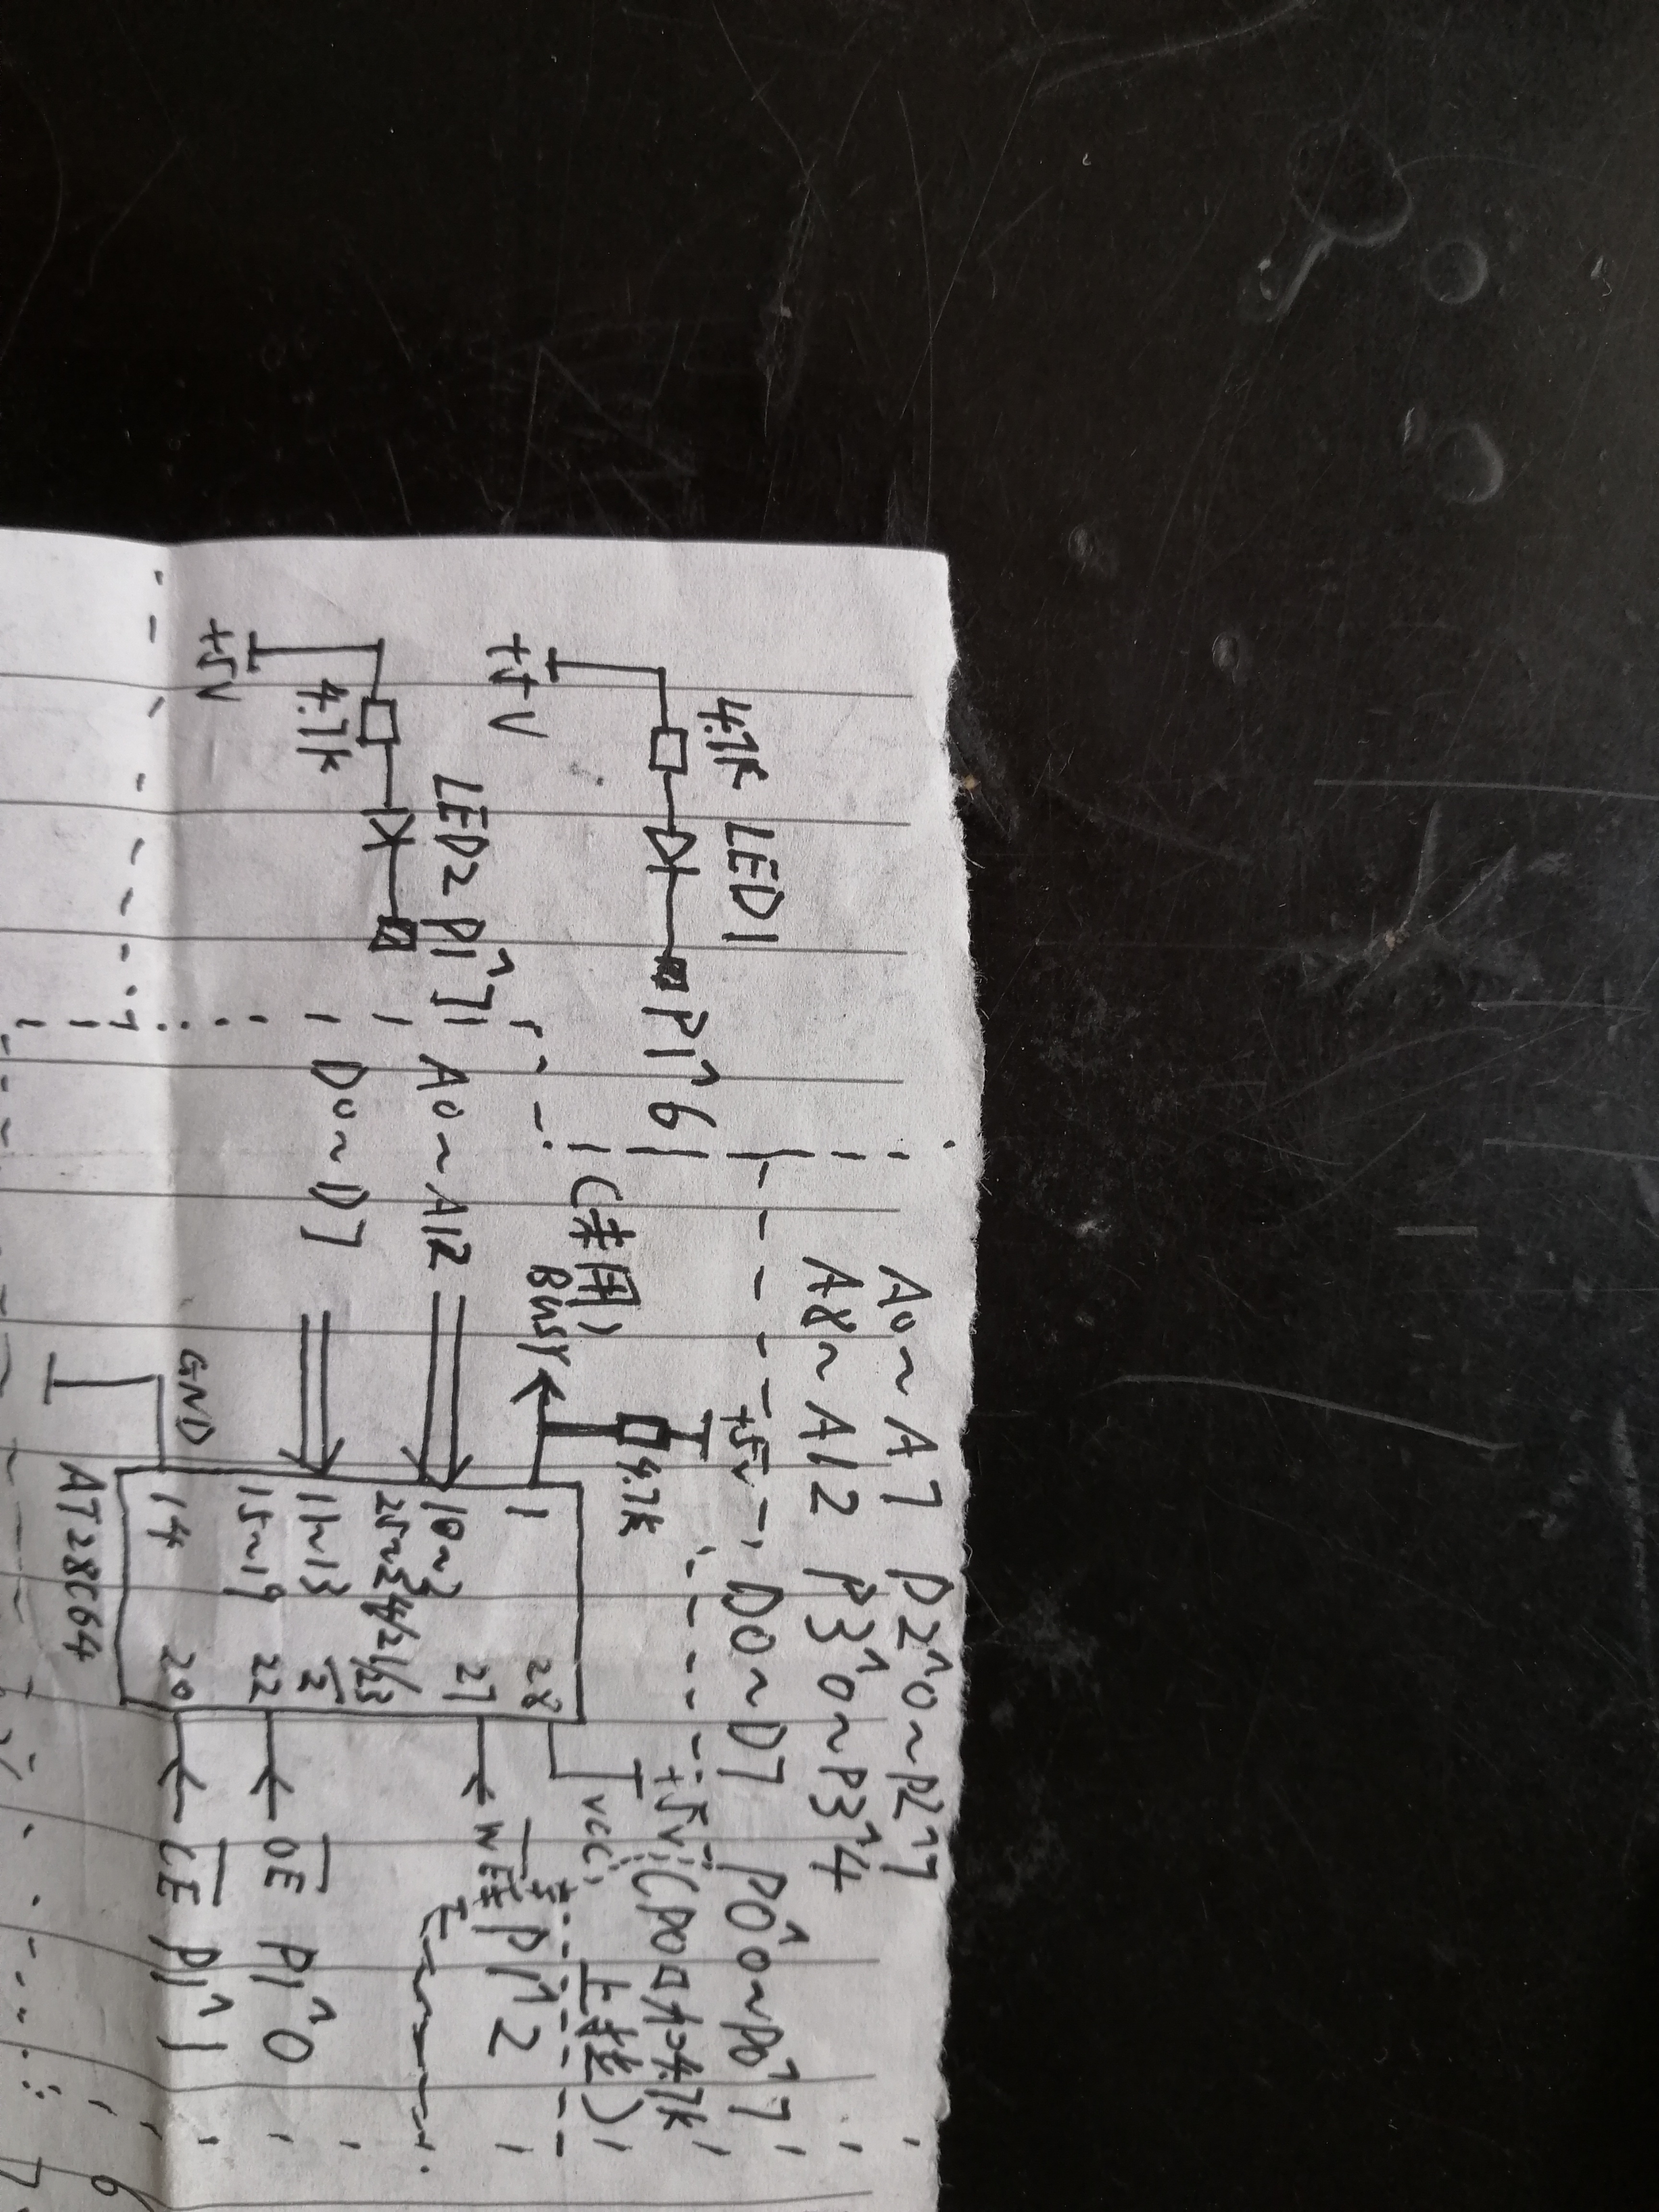 A0~A7 P2^0~P2^7
A8~A12 P3^0~P3^4
D0~D7 P0^0~P0^7
(P0口加4.7K
上拉)
4.7K LED1
P1^6
+5V
LED2 P1^7
4.7K
+5V
+5V
4.7K
(未用)
BUSY
A0~A12
D0~D7
GND
+5V
VCC
1 28
27
10~3
25~24/21/23
2
11~13
15~19 22
14 20
WE P1^2
OE P1^0
CE P1^1
AT28C64
6
7